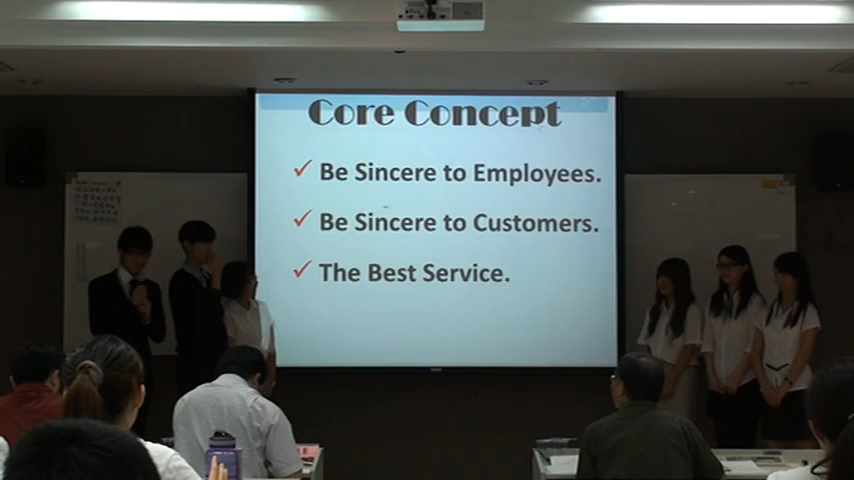 Core Concept
Be Sincere to Employees.
Be Sincere to Customers.
The Best Service.